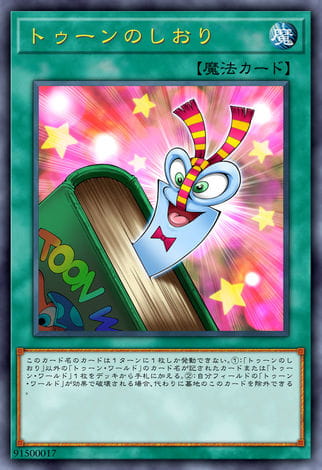 トゥーンのしおり
魔
【魔法カード】
TOON W
このカード名のカードは1ターンに1枚しか発動できない。①:「トゥーンのしお
り」以外の「トゥーン・ワールド」のカード名が記されたカードまたは「トゥー
ン・ワールド」1枚をデッキから手札に加える。②:自分フィールドの「トゥーン
・ワールド」が効果で破壊される場合、代わりに墓地のこのカードを除外できる
。
91500017